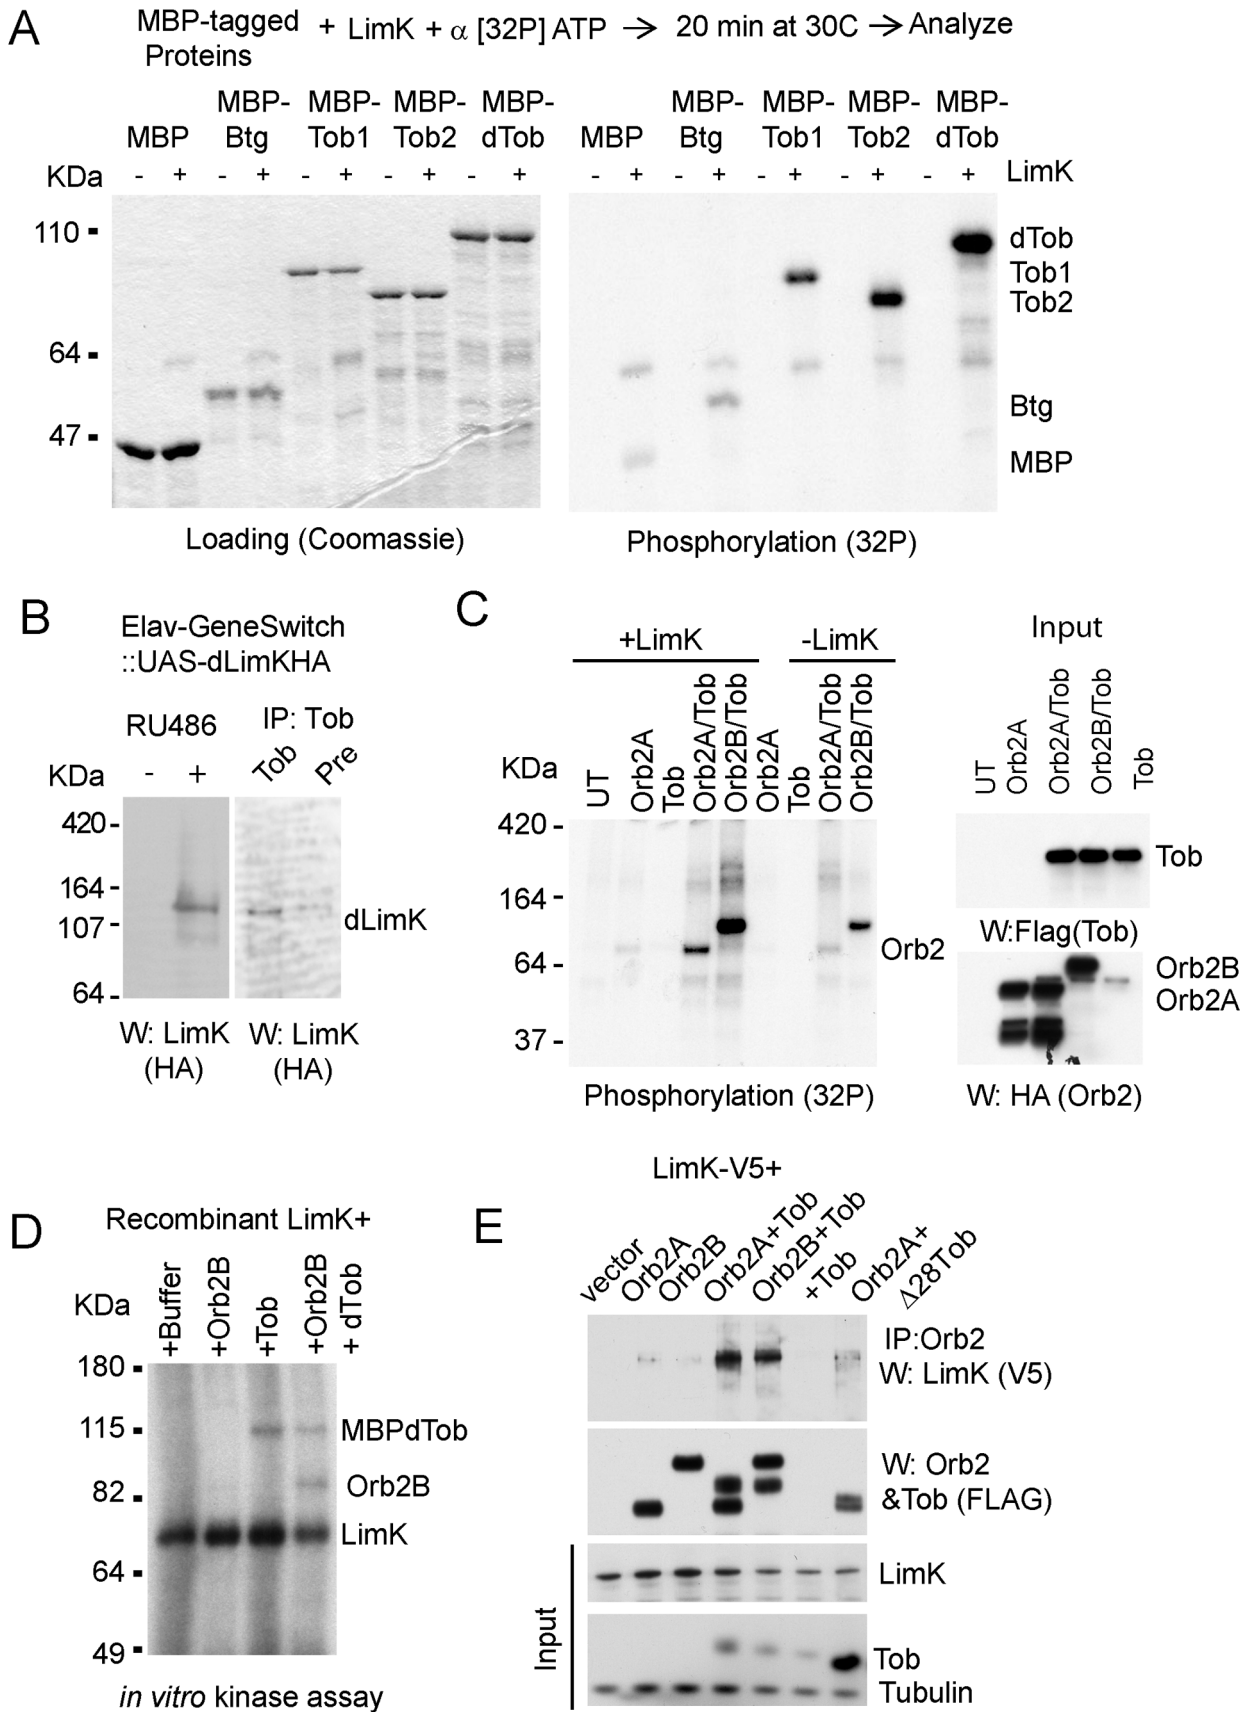 A
MBP-tagged Proteins + LimK + α [32P] ATP → 20 min at 30C → Analyze
MBP MBP-Btg MBP-Tob1 MBP-Tob2 MBP-dTob MBP MBP-Btg MBP-Tob1 MBP-Tob2 MBP-dTob
KDa - + - + - + - + - + - + - + - + - + - + LimK
110
64
47
dTob
Tob1
Tob2
Btg
MBP
Loading (Coomassie)
Phosphorylation (32P)
B
Elav-GeneSwitch
::UAS-dLimKHA
RU486
IP: Tob
KDa - + Tob Pre
420
164
107
64
dLimK
W: LimK
(HA)
W: LimK
(HA)
C
+LimK
-LimK
KDa
UT
Orb2A
Tob
Orb2A/Tob
Orb2B/Tob
Orb2A
Tob
Orb2A/Tob
Orb2B/Tob
420
164
64
37
Orb2
Phosphorylation (32P)
Input
UT
Orb2A
Orb2A/Tob
Orb2B/Tob
Tob
Tob
W:Flag(Tob)
Orb2B
Orb2A
W: HA (Orb2)
D
Recombinant LimK+
KDa
+Buffer
+Orb2B
+Tob
+Orb2B
+ dTob
180
115
82
64
49
MBPdTob
Orb2B
LimK
in vitro kinase assay
E
LimK-V5+
vector
Orb2A
Orb2B
Orb2A+Tob
Orb2B+Tob
+Tob
Orb2A+
Δ28Tob
IP:Orb2
W: LimK (V5)
W: Orb2
&Tob (FLAG)
Input
LimK
Tob
Tubulin